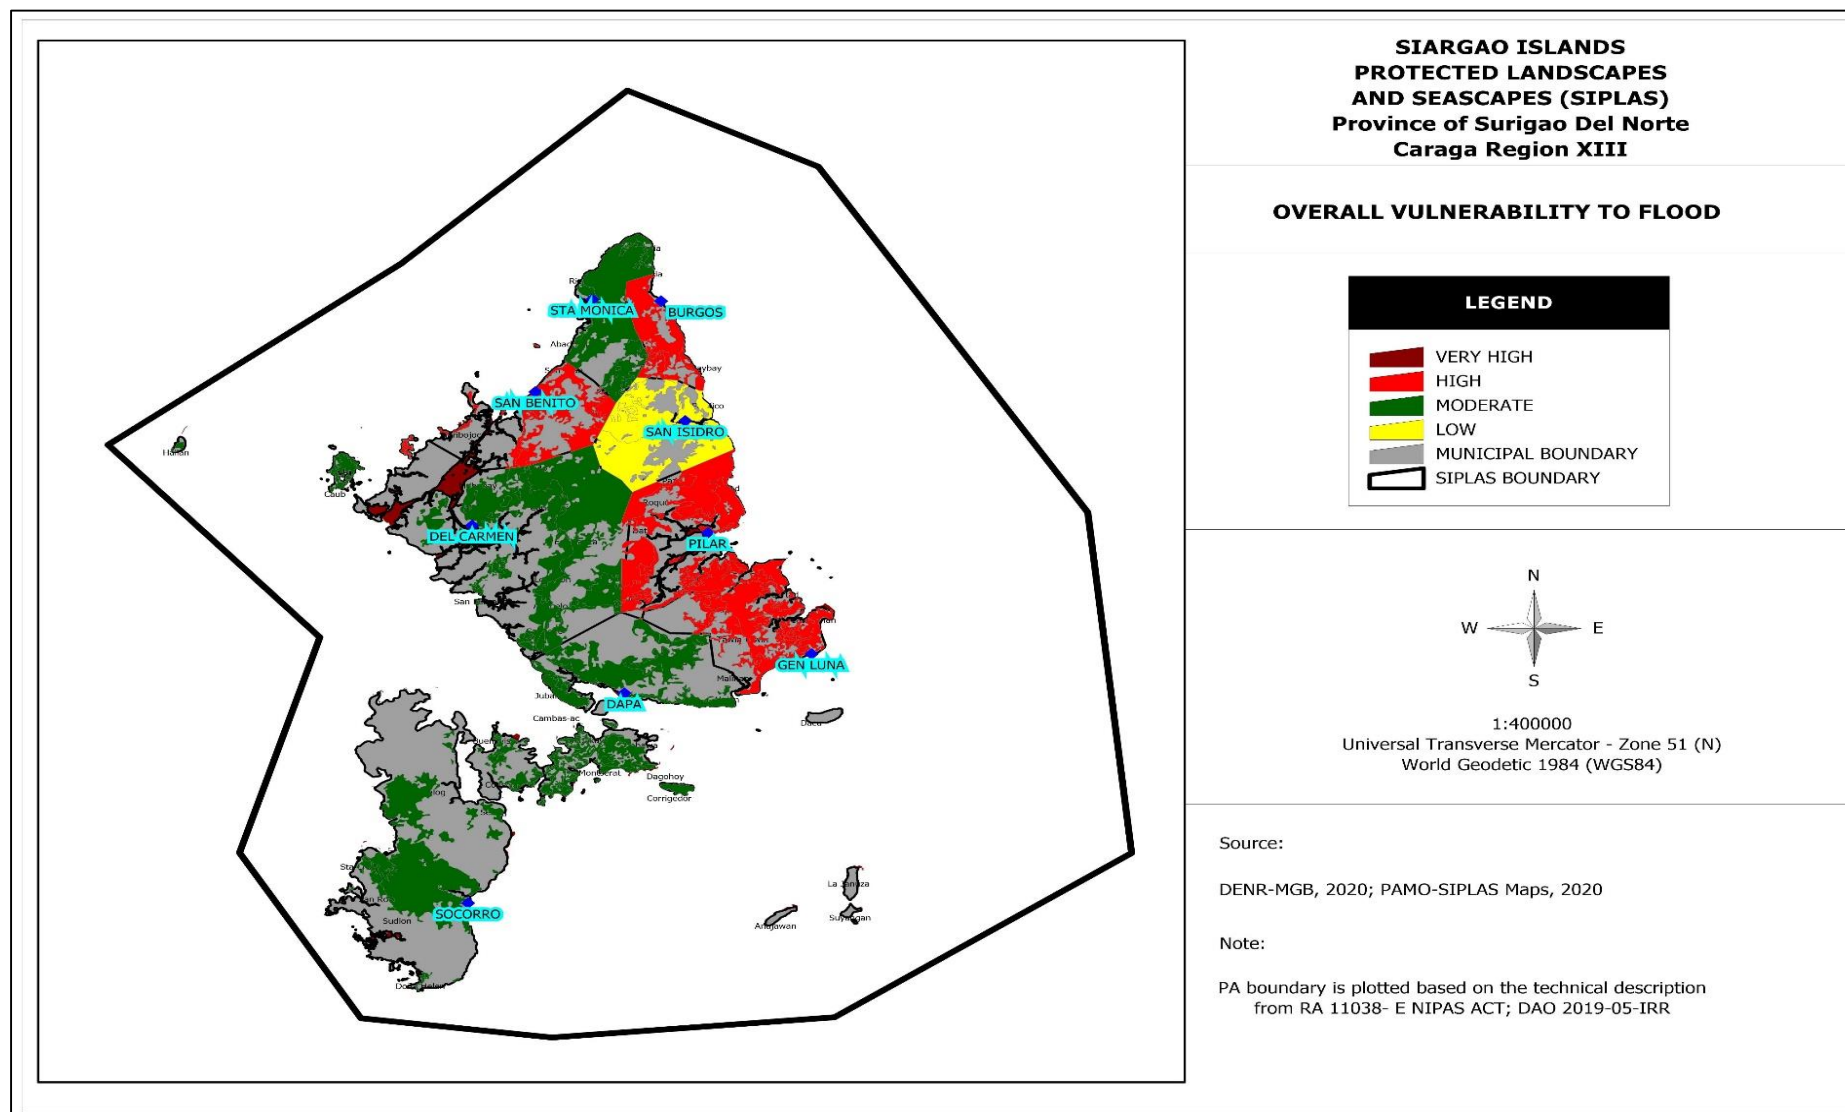 SIARGAO ISLANDS
PROTECTED LANDSCAPES
AND SEASCAPES (SIPLAS)
Province of Surigao Del Norte
Caraga Region XIII
OVERALL VULNERABILITY TO FLOOD
LEGEND
VERY HIGH
HIGH
MODERATE
LOW
MUNICIPAL BOUNDARY
SIPLAS BOUNDARY
N
W
E
S
1:400000
Universal Transverse Mercator - Zone 51 (N)
World Geodetic 1984 (WGS84)
Source:
DENR-MGB, 2020; PAMO-SIPLAS Maps, 2020
Note:
PA boundary is plotted based on the technical description
from RA 11038- E NIPAS ACT; DAO 2019-05-IRR
STA MONICA
BURGOS
SAN BENITO
SAN ISIDRO
Caub
DEL CARMEN
PILAR
GEN LUNA
DAPA
Cambas-ac
Dagohoy
Corrigedor
SOCORRO
Sudlon